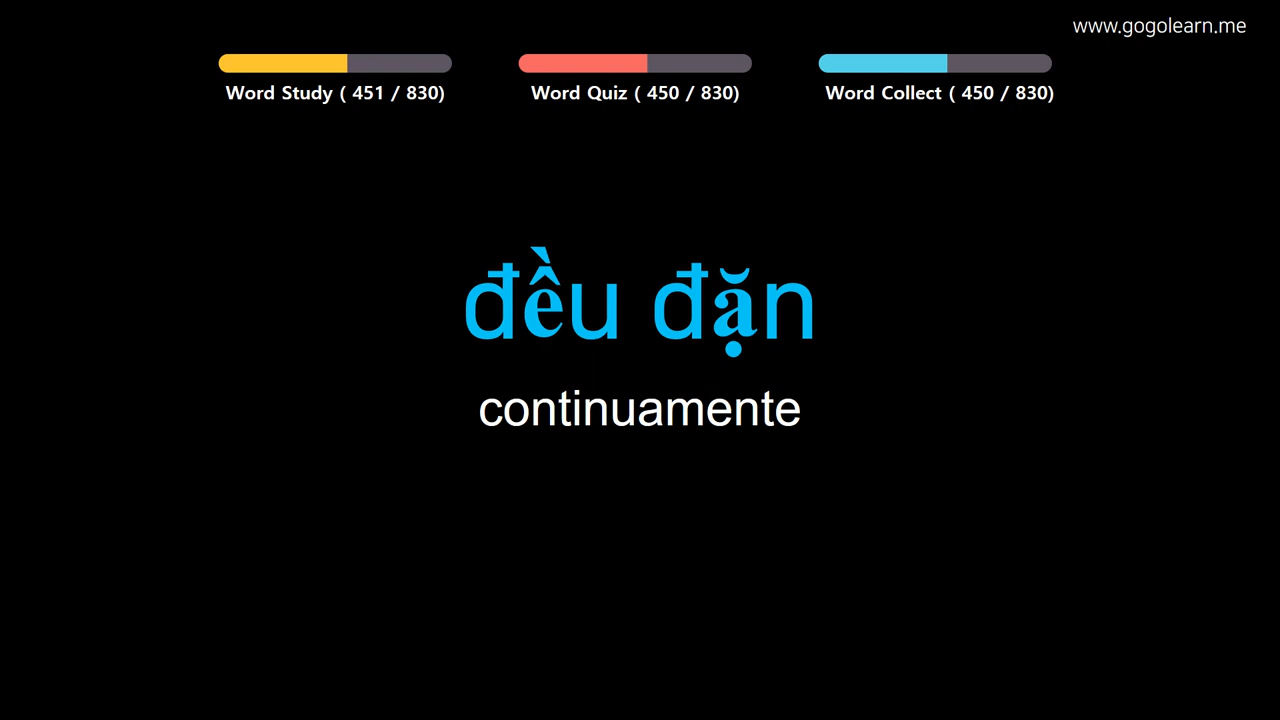 www.gogolearn.me
Word Study ( 451 / 830)
Word Quiz ( 450 / 830)
Word Collect ( 450 / 830)
đều đặn
continuamente